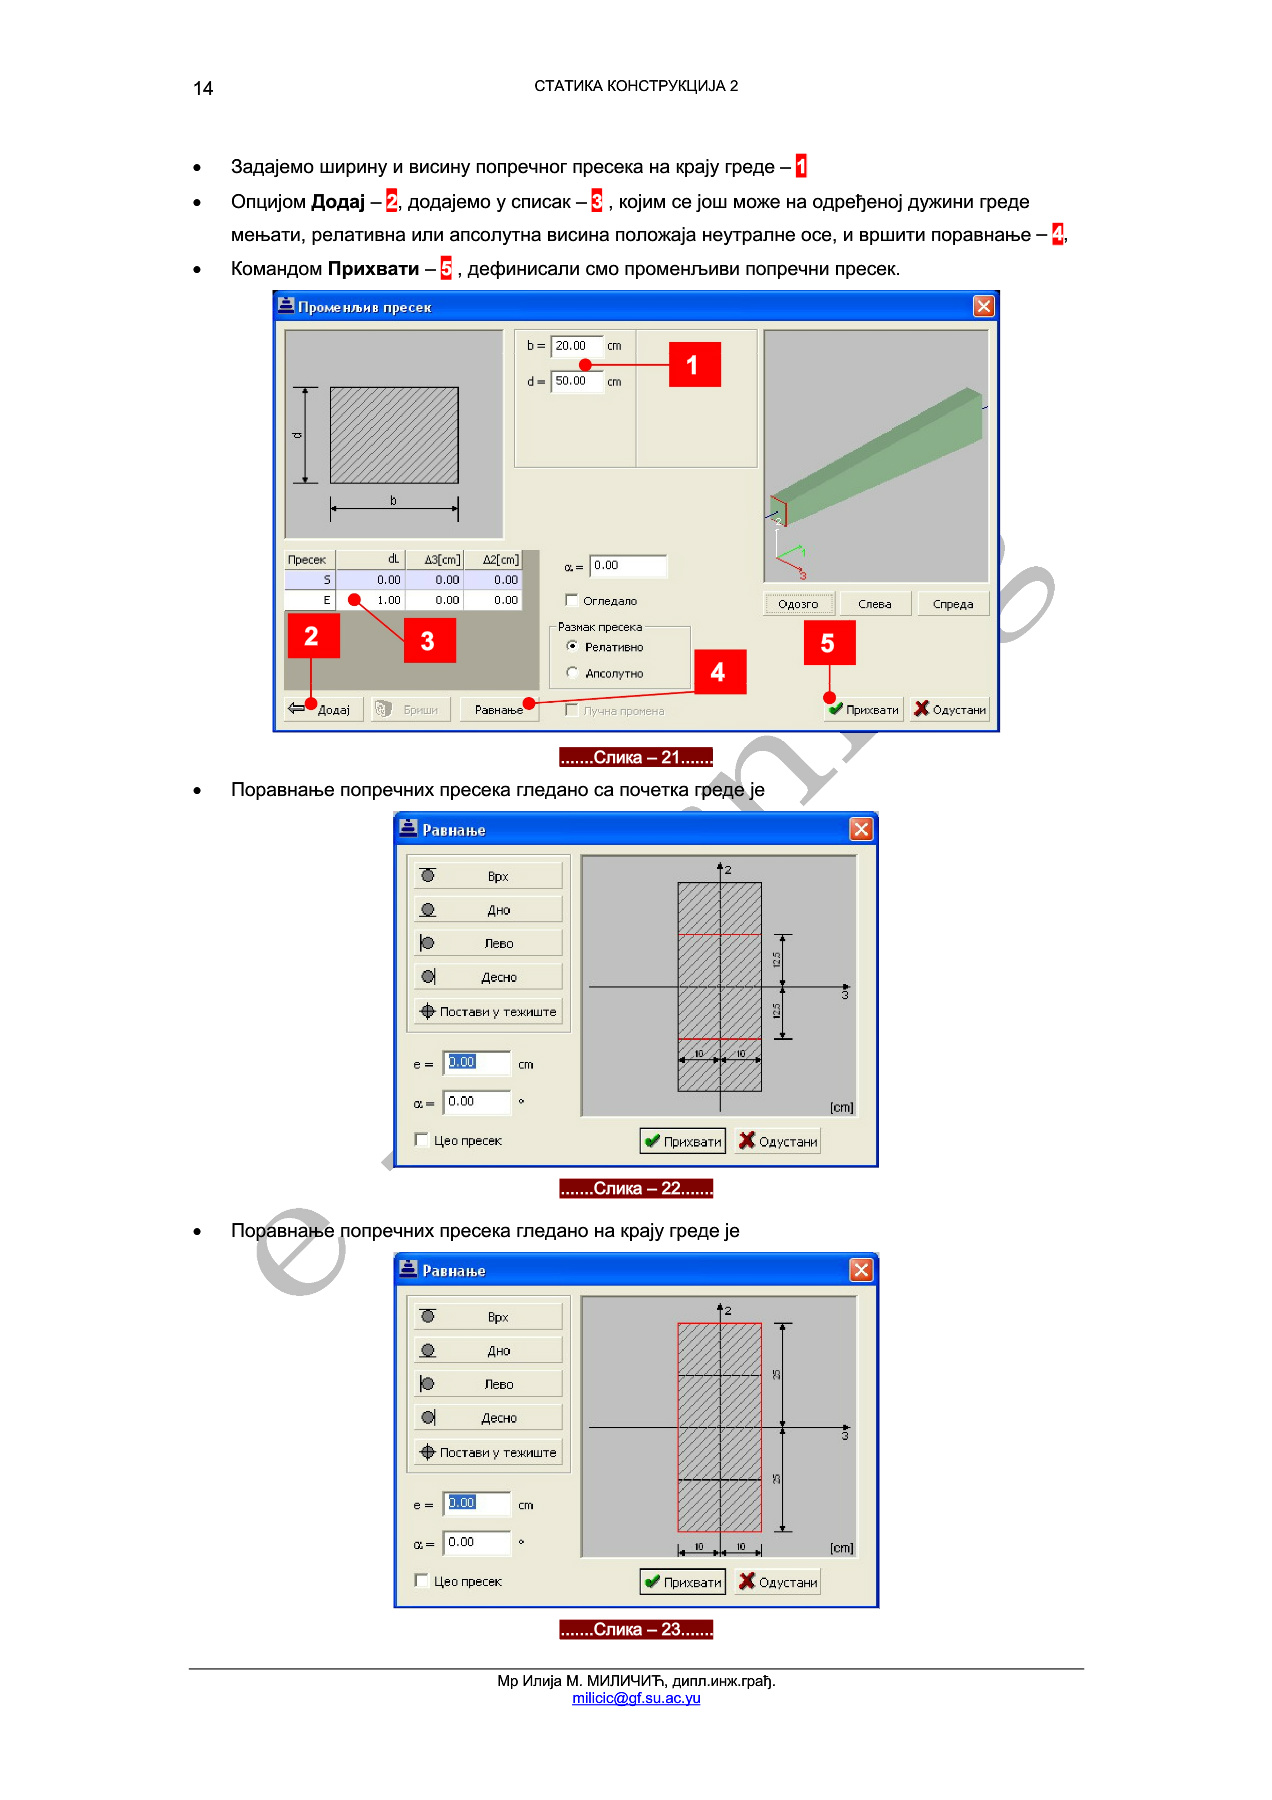 14
СТАТИКА КОНСТРУКЦИЈА 2
• Задајемо ширину и висину попречног пресека на крају греде – 1
• Опцијом Додај – 2, додајемо у списак – 3 , којим се још може на одређеној дужини греде
мењати, релативна или апсолутна висина положаја неутралне осе, и вршити поравнање – 4,
• Командом Прихвати – 5 , дефинисали смо променљиви попречни пресек.
Променљив пресек
b = 20.00 cm
1
d = 50.00 cm
d
b
2
1
3
Пресек dL Δ3[cm] Δ2[cm]
S 0.00 0.00 0.00
E 1.00 0.00 0.00
α = 0.00
Огледало
Одозго Слева Спреда
2
3
Размак пресека
Релативно
Апсолутно
4
5
Додај Бриши Равнање Лучна промена Прихвати Одустани
.......Слика – 21.......
• Поравнање попречних пресека гледано са почетка греде је
Равнање
Врх
Дно
Лево
Десно
Постави у тежиште
e = 0.00 cm
α = 0.00 °
Цео пресек
2
12.5
3
12.5
10 10
[cm]
Прихвати Одустани
.......Слика – 22.......
• Поравнање попречних пресека гледано на крају греде је
Равнање
Врх
Дно
Лево
Десно
Постави у тежиште
e = 0.00 cm
α = 0.00 °
Цео пресек
2
25
3
25
10 10
[cm]
Прихвати Одустани
.......Слика – 23.......
Мр Илија М. МИЛИЧИЋ, дипл.инж.грађ.
milicic@gf.su.ac.yu